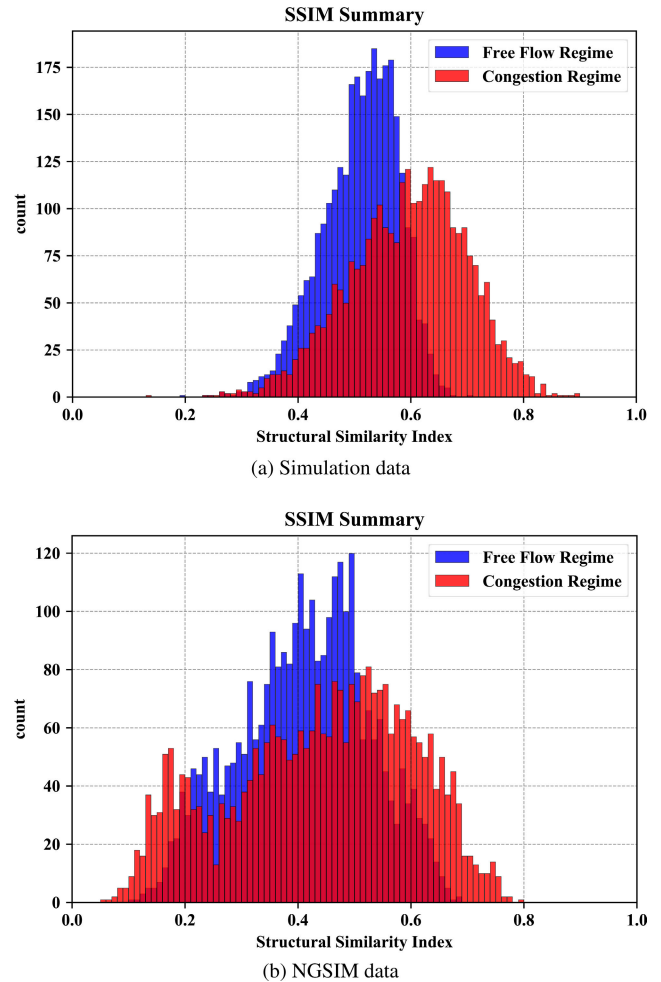 SSIM Summary
175
150
125
100
75
50
25
0
count
Free Flow Regime
Congestion Regime
0.0 0.2 0.4 0.6 0.8 1.0
Structural Similarity Index
(a) Simulation data
SSIM Summary
120
100
80
60
40
20
0
count
Free Flow Regime
Congestion Regime
0.0 0.2 0.4 0.6 0.8 1.0
Structural Similarity Index
(b) NGSIM data